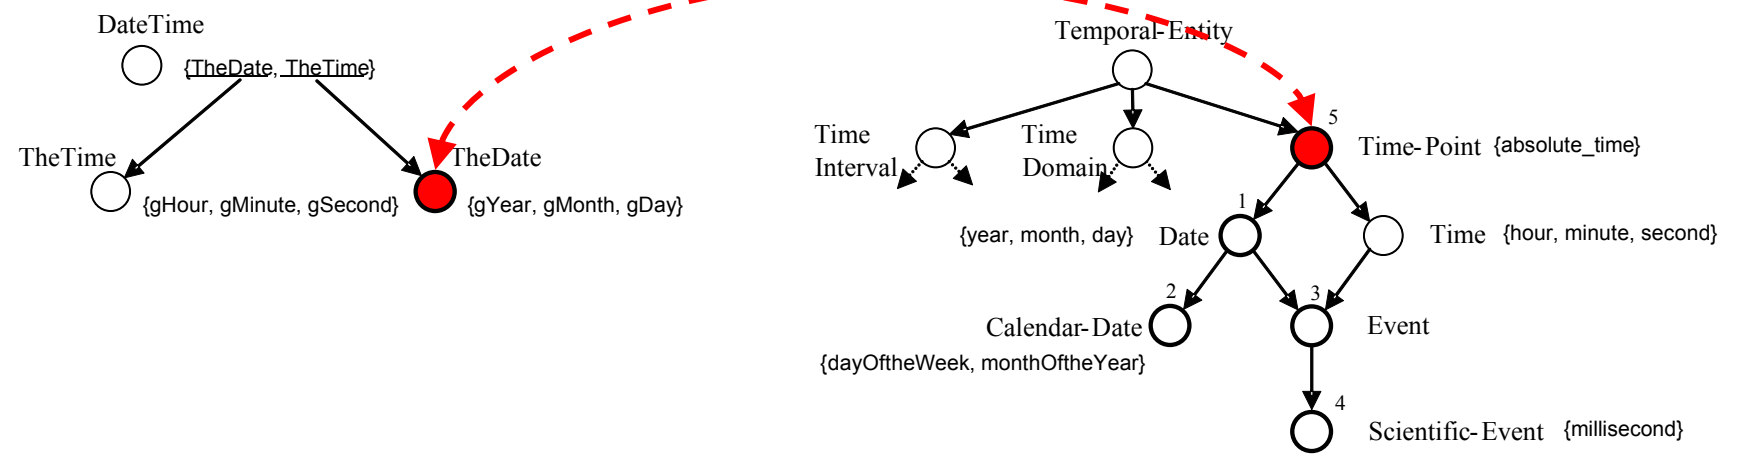 DateTime
{TheDate, TheTime}
TheTime
{gHour, gMinute, gSecond}
TheDate
{gYear, gMonth, gDay}
Temporal-Entity
Time
Interval
Time
Domain
5
Time-Point {absolute_time}
1
{year, month, day} Date
Time {hour, minute, second}
2
Calendar-Date
{dayOftheWeek, monthOftheYear}
3
Event
4
Scientific-Event {millisecond}